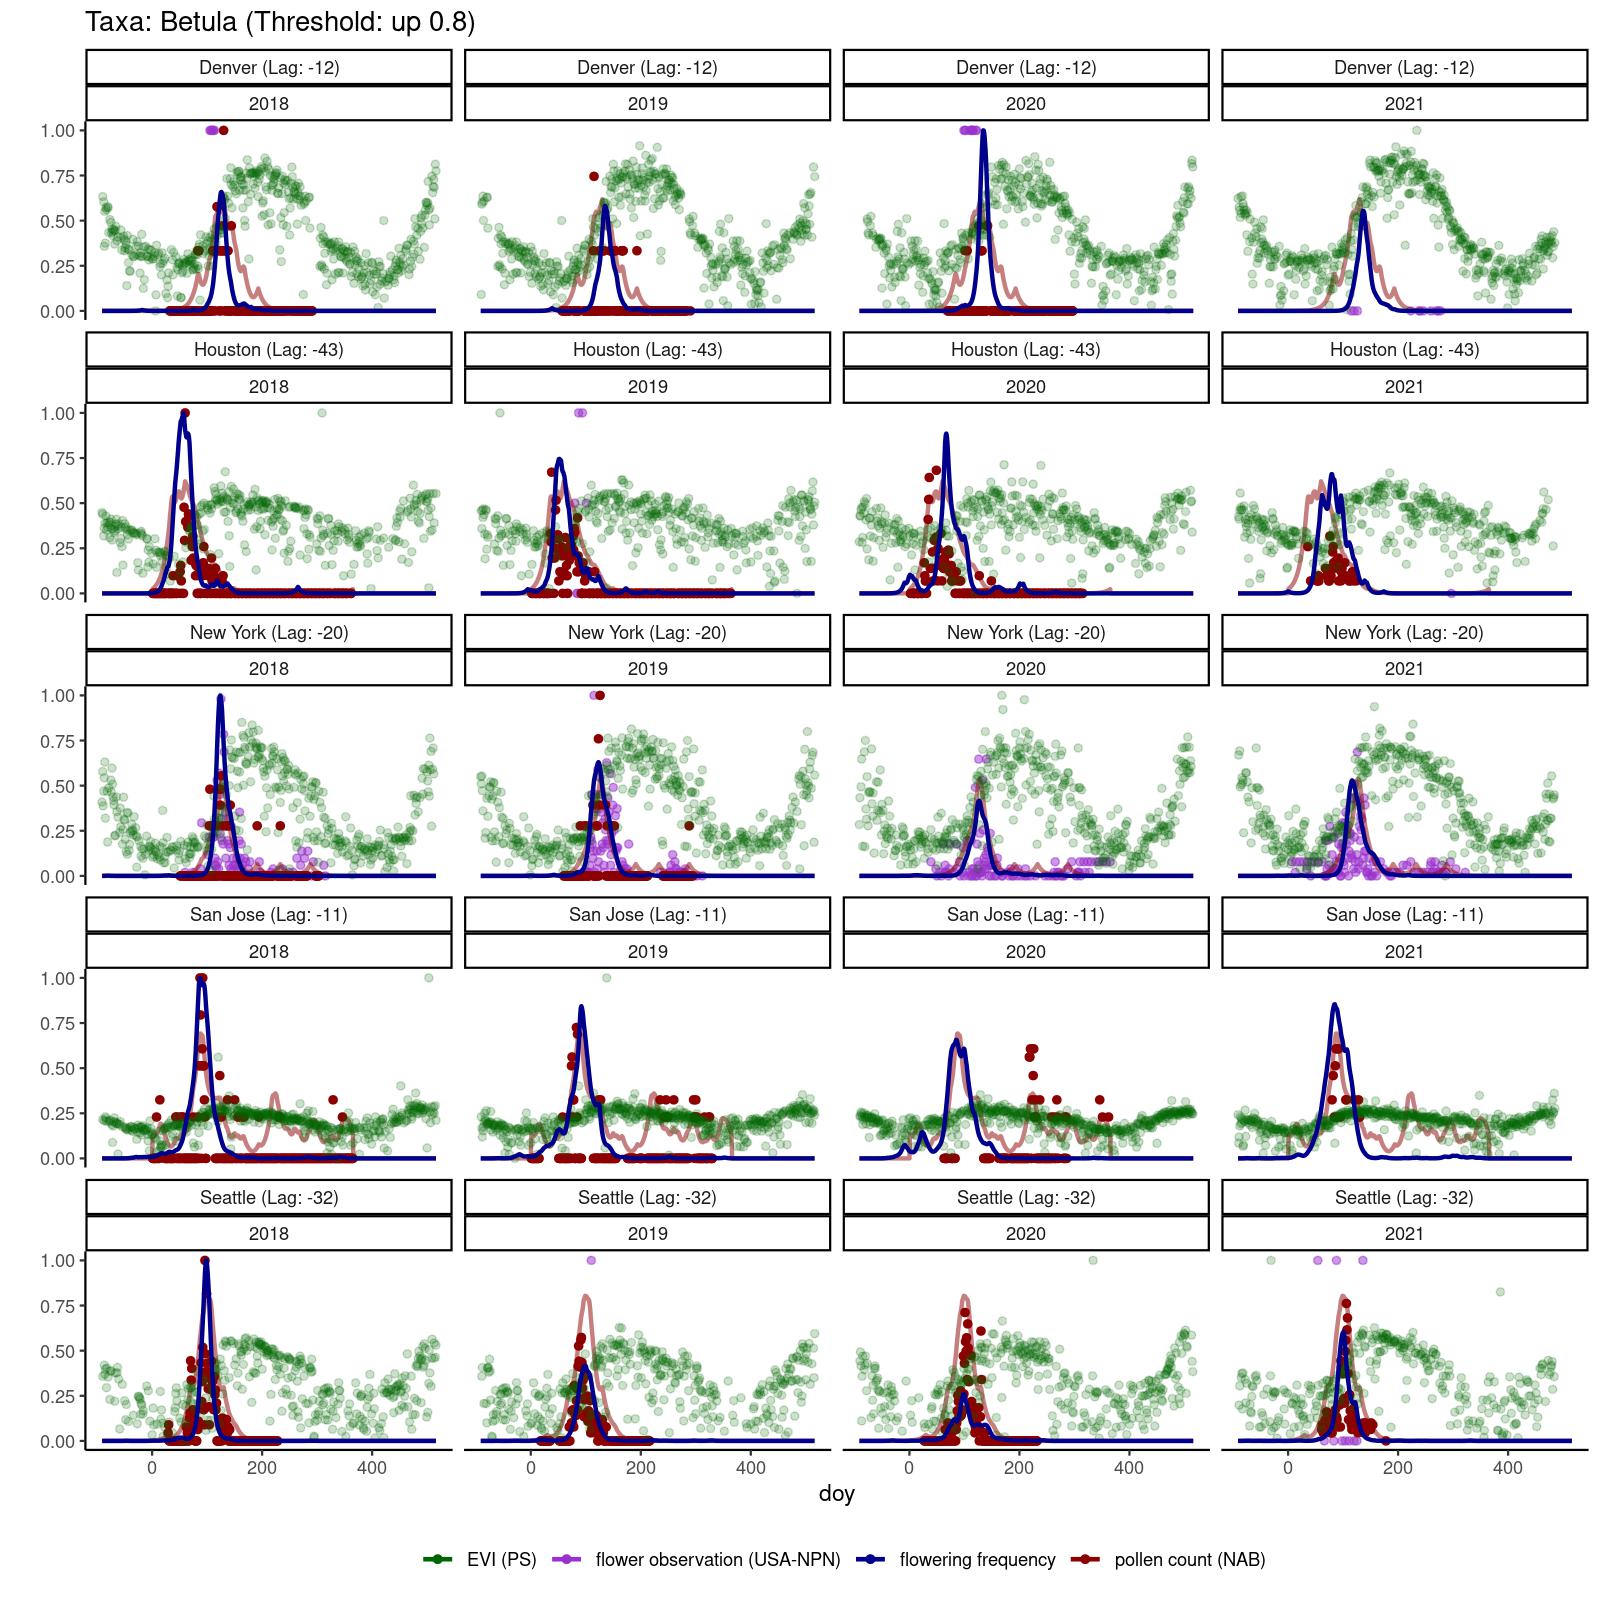 Taxa: Betula (Threshold: up 0.8)
Denver (Lag: -12) Denver (Lag: -12) Denver (Lag: -12) Denver (Lag: -12)
2018 2019 2020 2021
1.00
0.75
0.50
0.25
0.00
Houston (Lag: -43) Houston (Lag: -43) Houston (Lag: -43) Houston (Lag: -43)
2018 2019 2020 2021
1.00
0.75
0.50
0.25
0.00
New York (Lag: -20) New York (Lag: -20) New York (Lag: -20) New York (Lag: -20)
2018 2019 2020 2021
1.00
0.75
0.50
0.25
0.00
San Jose (Lag: -11) San Jose (Lag: -11) San Jose (Lag: -11) San Jose (Lag: -11)
2018 2019 2020 2021
1.00
0.75
0.50
0.25
0.00
Seattle (Lag: -32) Seattle (Lag: -32) Seattle (Lag: -32) Seattle (Lag: -32)
2018 2019 2020 2021
1.00
0.75
0.50
0.25
0.00
0 200 400 0 200 400 0 200 400 0 200 400
doy
EVI (PS) flower observation (USA-NPN) flowering frequency pollen count (NAB)